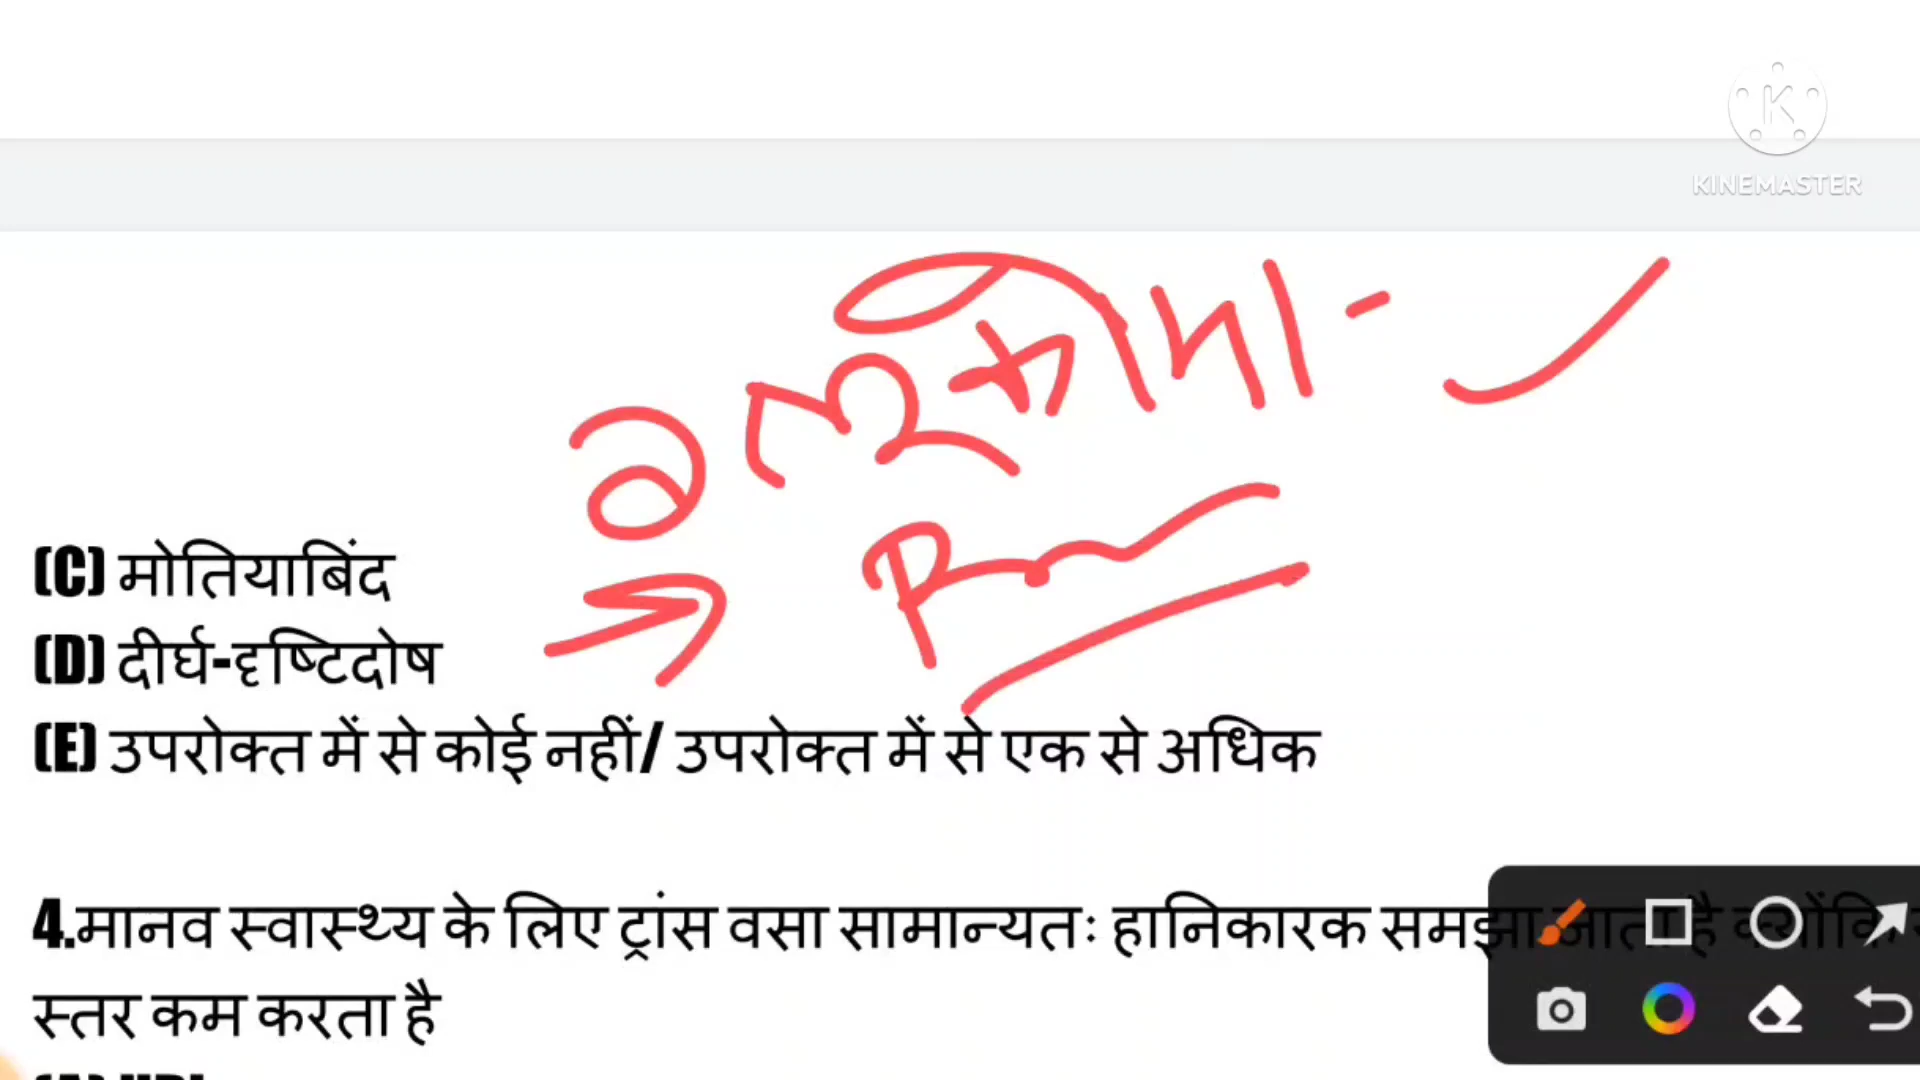 KINEMASTER
ग्लूकोमा -
(C) मोतियाबिंद
(D) दीर्घ-दृष्टिदोष
(E) उपरोक्त में से कोई नहीं/ उपरोक्त में से एक से अधिक
4.मानव स्वास्थ्य के लिए ट्रांस वसा सामान्यतः हानिकारक समझा जाता है क्योंकि
स्तर कम करता है